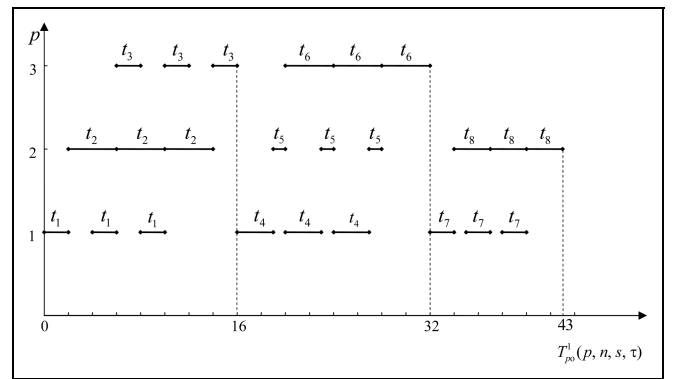 p
t₃ t₃ t₃ t₆ t₆ t₆
3
t₂ t₂ t₂ t₅ t₅ t₅ t₈ t₈ t₈
2
t₁ t₁ t₁ t₄ t₄ t₄ t₇ t₇ t₇
1
0 16 32 43
T¹ₚₒ(p, n, s, τ)